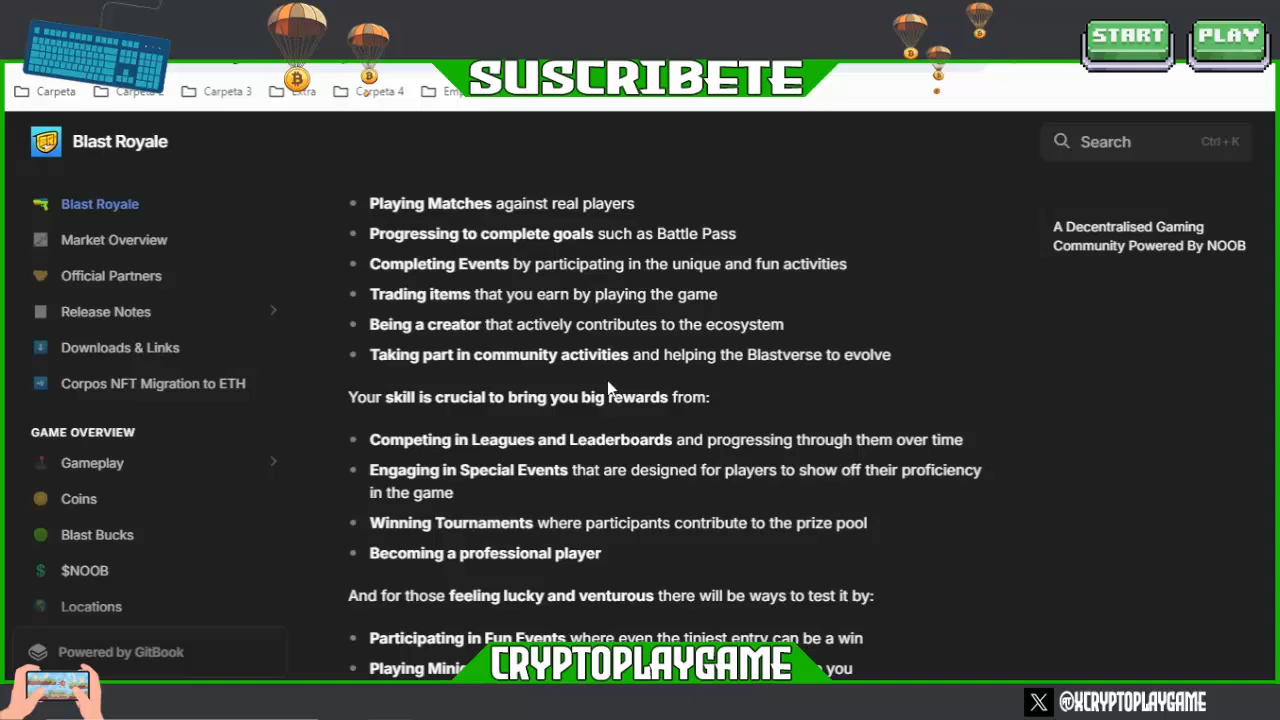 START
PLAY
SUSCRIBETE
Carpeta
Carpeta 2
Carpeta 3
Extra
Carpeta 4
Blast Royale
Search
Ctrl + K
Blast Royale
Market Overview
Official Partners
Release Notes
Downloads & Links
Corpos NFT Migration to ETH
GAME OVERVIEW
Gameplay
Coins
Blast Bucks
$NOOB
Locations
Powered by GitBook
Playing Matches against real players
Progressing to complete goals such as Battle Pass
Completing Events by participating in the unique and fun activities
Trading items that you earn by playing the game
Being a creator that actively contributes to the ecosystem
Taking part in community activities and helping the Blastverse to evolve
Your skill is crucial to bring you big rewards from:
Competing in Leagues and Leaderboards and progressing through them over time
Engaging in Special Events that are designed for players to show off their proficiency
in the game
Winning Tournaments where participants contribute to the prize pool
Becoming a professional player
And for those feeling lucky and venturous there will be ways to test it by:
Participating in Fun Events where even the tiniest entry can be a win
Playing you
A Decentralised Gaming
Community Powered By NOOB
CRYPTOPLAYGAME
@XCRYPTOPLAYGAME